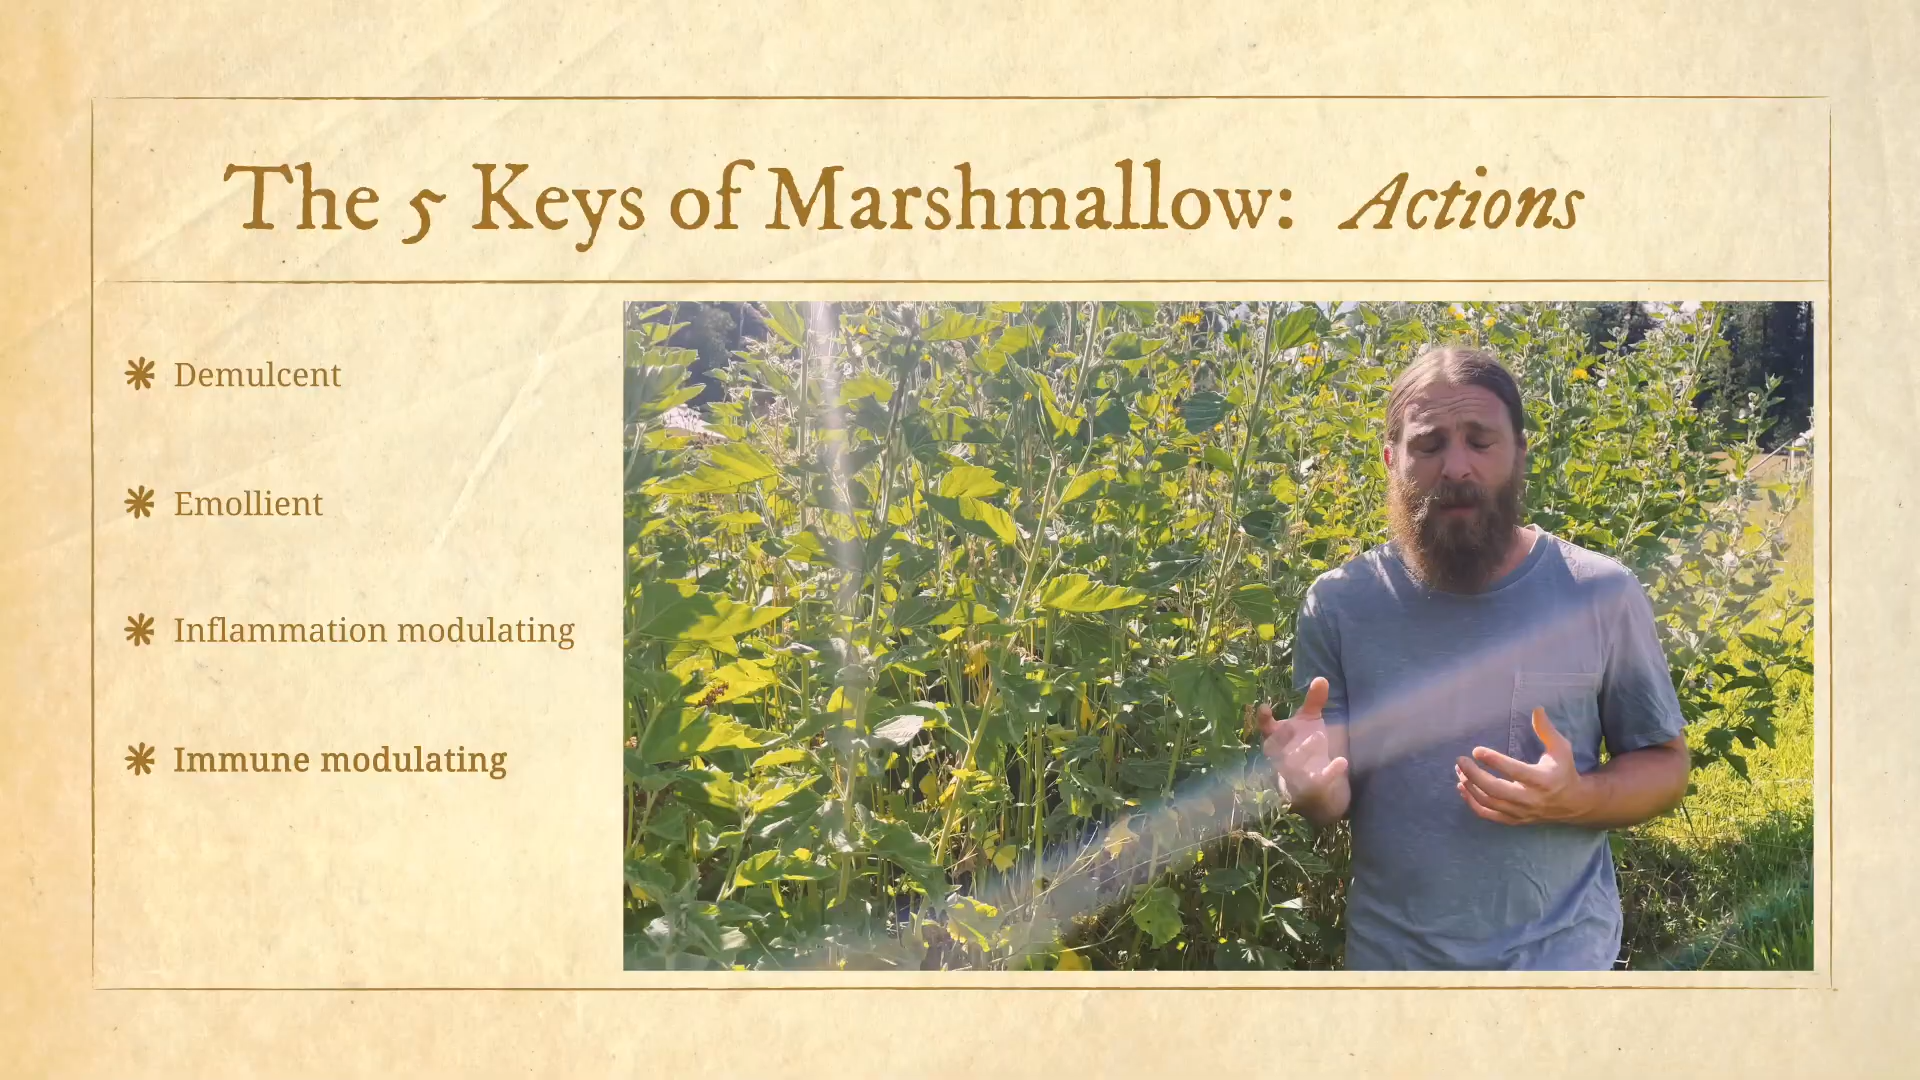 The 5 Keys of Marshmallow: Actions
Demulcent
Emollient
Inflammation modulating
Immune modulating